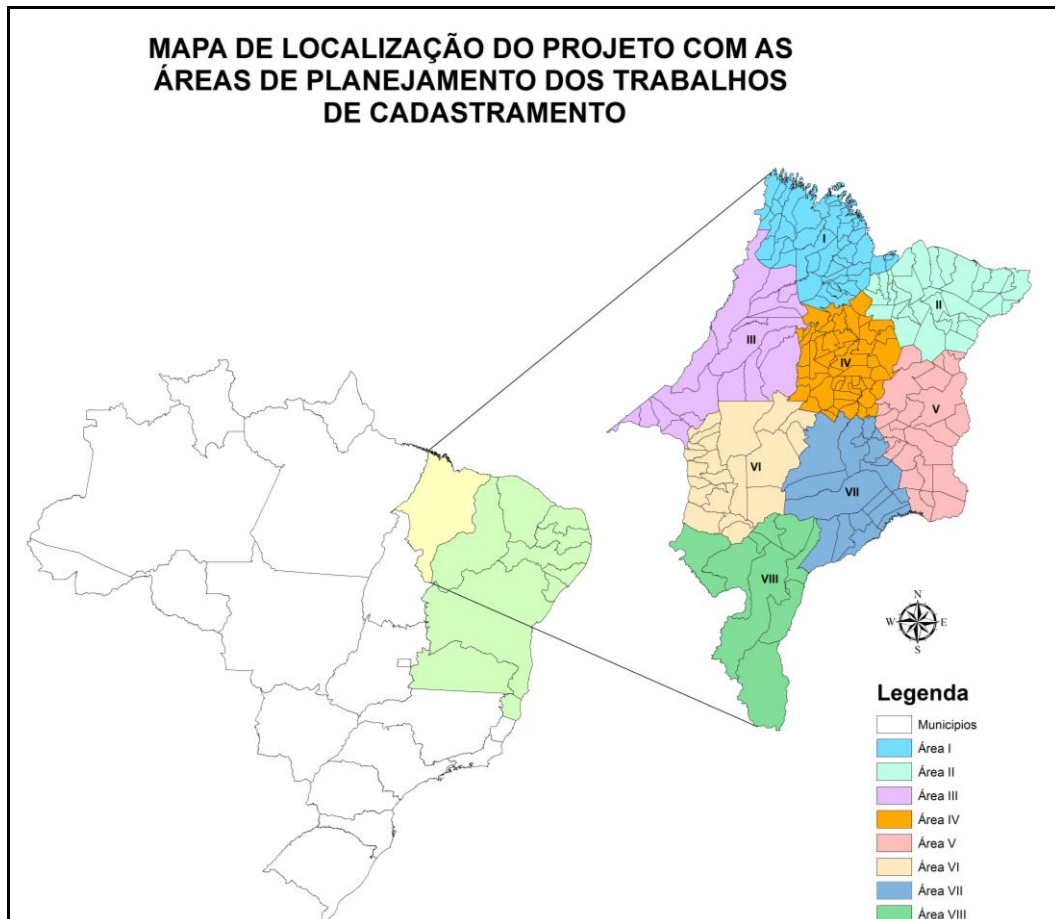 MAPA DE LOCALIZAÇÃO DO PROJETO COM AS
ÁREAS DE PLANEJAMENTO DOS TRABALHOS
DE CADASTRAMENTO
I
II
III
IV
V
VI
VII
VIII
N
W E
S
Legenda
Municipios
Área I
Área II
Área III
Área IV
Área V
Área VI
Área VII
Área VIII